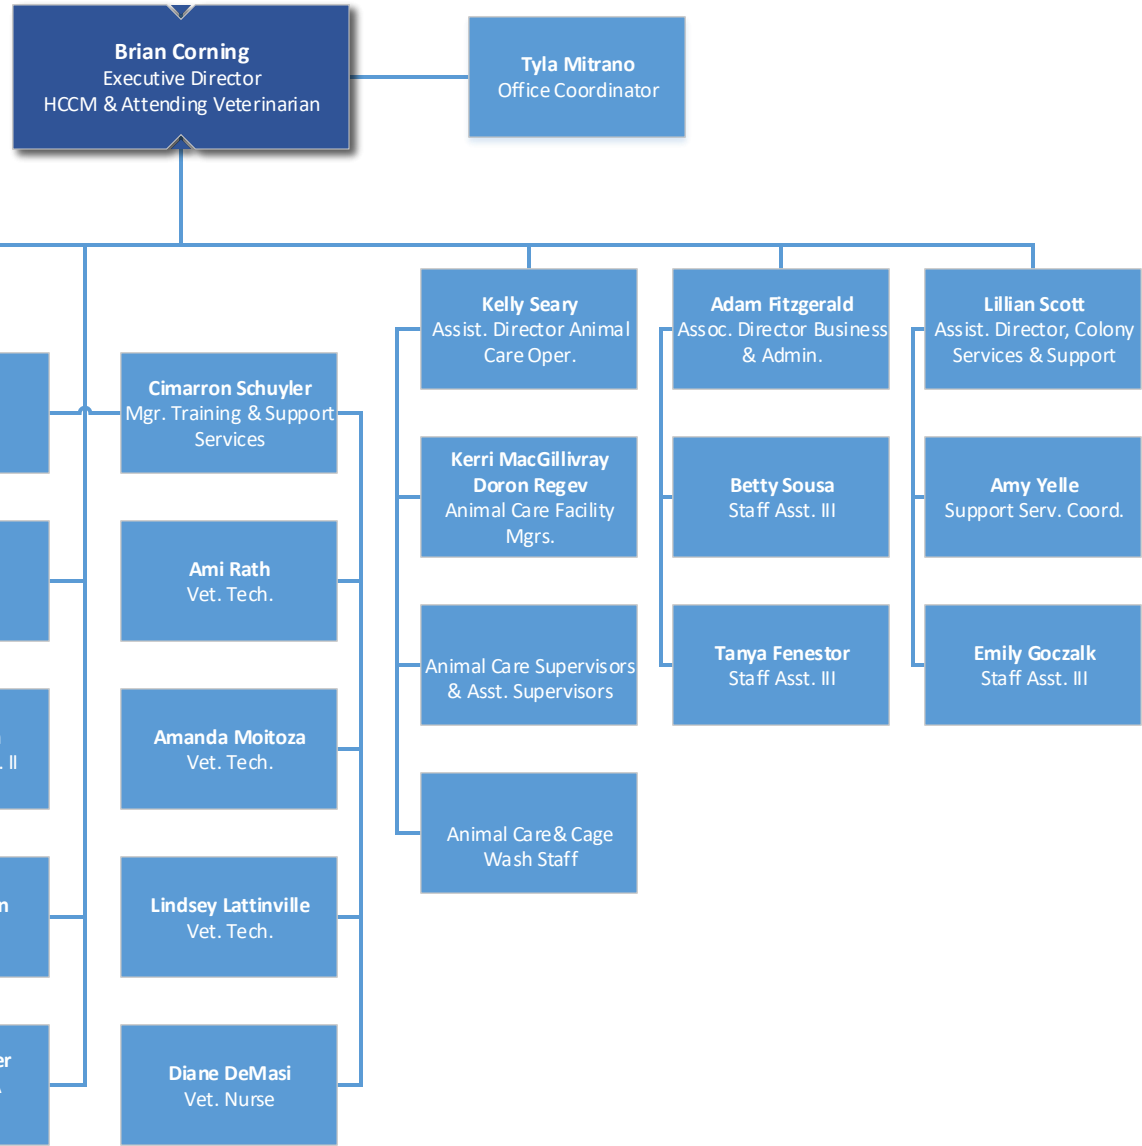 Brian Corning
Executive Director
HCCM & Attending Veterinarian
Tyla Mitrano
Office Coordinator
Kelly Seary
Assist. Director Animal
Care Oper.
Adam Fitzgerald
Assoc. Director Business
& Admin.
Lillian Scott
Assist. Director, Colony
Services & Support
Cimarron Schuyler
Mgr. Training & Support
Services
Kerri MacGillivray
Doron Regev
Animal Care Facility
Mgrs.
Betty Sousa
Staff Asst. III
Amy Yelle
Support Serv. Coord.
Ami Rath
Vet. Tech.
Animal Care Supervisors
& Asst. Supervisors
Tanya Fenestor
Staff Asst. III
Emily Goczalk
Staff Asst. III
. II
Amanda Moitoza
Vet. Tech.
Animal Care & Cage
Wash Staff
n
Lindsey Lattinville
Vet. Tech.
er
Diane DeMasi
Vet. Nurse